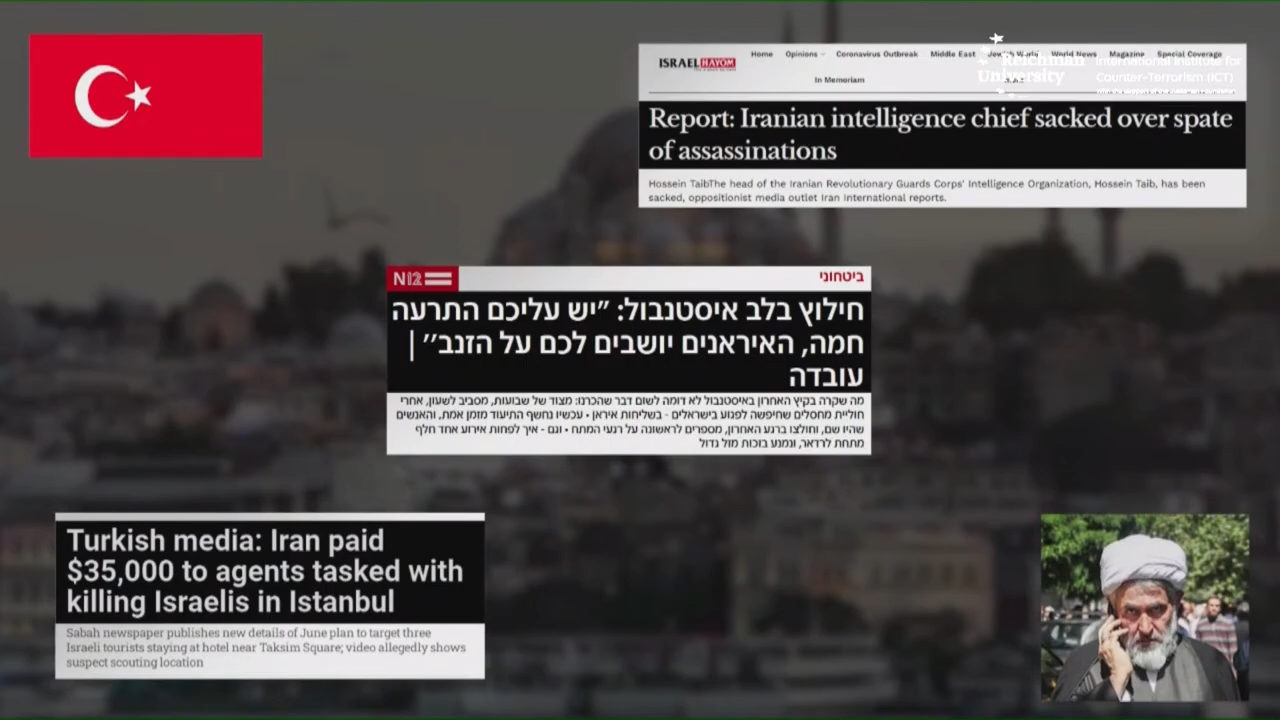 Home Opinions Coronavirus Outbreak Middle East Jewish World World News Magazine Special Coverage
ISRAEL HAYOM
In Memoriam
Reichman
University
International Institute for
Counter-Terrorism (ICT)
Report: Iranian intelligence chief sacked over spate
of assassinations
Hossein TaibThe head of the Iranian Revolutionary Guards Corps' Intelligence Organization, Hossein Taib, has been
sacked, oppositionist media outlet Iran International reports.
N12
ביטחוני
חילוץ בלב איסטנבול: "יש עליכם התרעה
חמה, האיראנים יושבים לכם על הזנב" |
עובדה
מה שקרה בקיץ האחרון באיסטנבול לא דומה לשום דבר שהכרנו: מצוד של שבועות, מסביב לשעון, אחרי
חוליית מחסלים שחיפשה לפגוע בישראלים - בשליחות איראן • עכשיו נחשף התיעוד מזמן אמת, והאנשים
שהיו שם, וחולצו ברגע האחרון, מספרים לראשונה על רגעי המתח • וגם - איך לפחות אירוע אחד חלף
מתחת לרדאר, ונמנע בזכות מזל גדול
Turkish media: Iran paid
$35,000 to agents tasked with
killing Israelis in Istanbul
Sabah newspaper publishes new details of June plan to target three
Israeli tourists staying at hotel near Taksim Square; video allegedly shows
suspect scouting location